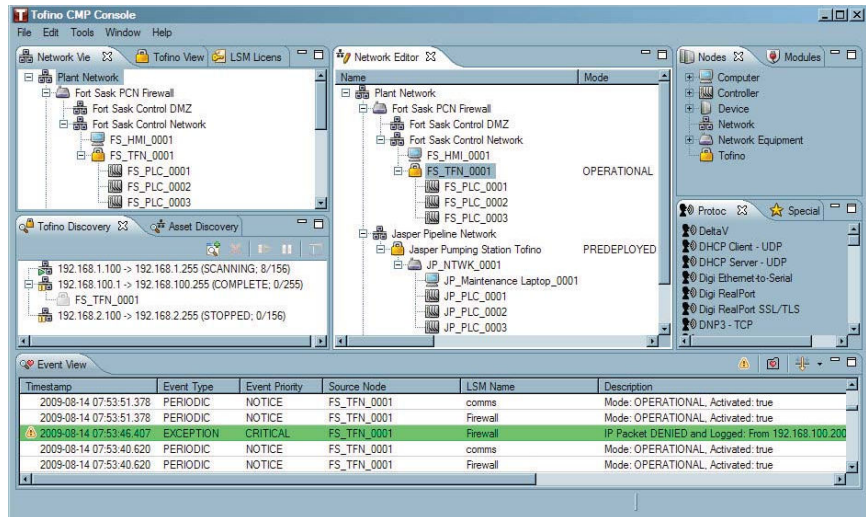 Tofino CMP Console
File Edit Tools Window Help
Network Vie
Tofino View
LSM Licens
Plant Network
Fort Sask PCN Firewall
Fort Sask Control DMZ
Fort Sask Control Network
FS_HMI_0001
FS_TFN_0001
FS_PLC_0001
FS_PLC_0002
FS_PLC_0003
Tofino Discovery
Asset Discovery
192.168.1.100 -> 192.168.1.255 (SCANNING; 8/156)
192.168.100.1 -> 192.168.100.255 (COMPLETE; 0/255)
FS_TFN_0001
192.168.2.100 -> 192.168.2.255 (STOPPED; 0/156)
Network Editor
Name Mode
Plant Network
Fort Sask PCN Firewall
Fort Sask Control DMZ
Fort Sask Control Network
FS_HMI_0001
FS_TFN_0001 OPERATIONAL
FS_PLC_0001
FS_PLC_0002
FS_PLC_0003
Jasper Pipeline Network
Jasper Pumping Station Tofino PREDEPLOYED
JP_NTWK_0001
JP_Maintenance Laptop_0001
JP_PLC_0001
JP_PLC_0002
JP_PLC_0003
Nodes
Modules
Computer
Controller
Device
Network
Network Equipment
Tofino
Protoc
Special
DeltaV
DHCP Client - UDP
DHCP Server - UDP
Digi Ethernet-to-Serial
Digi RealPort
Digi RealPort SSL/TLS
DNP3 - TCP
Event View
Timestamp Event Type Event Priority Source Node LSM Name Description
2009-08-14 07:53:51.378 PERIODIC NOTICE FS_TFN_0001 comms Mode: OPERATIONAL, Activated: true
2009-08-14 07:53:51.378 PERIODIC NOTICE FS_TFN_0001 Firewall Mode: OPERATIONAL, Activated: true
2009-08-14 07:53:46.407 EXCEPTION CRITICAL FS_TFN_0001 Firewall IP Packet DENIED and Logged: From 192.168.100.200
2009-08-14 07:53:40.620 PERIODIC NOTICE FS_TFN_0001 comms Mode: OPERATIONAL, Activated: true
2009-08-14 07:53:40.620 PERIODIC NOTICE FS_TFN_0001 Firewall Mode: OPERATIONAL, Activated: true